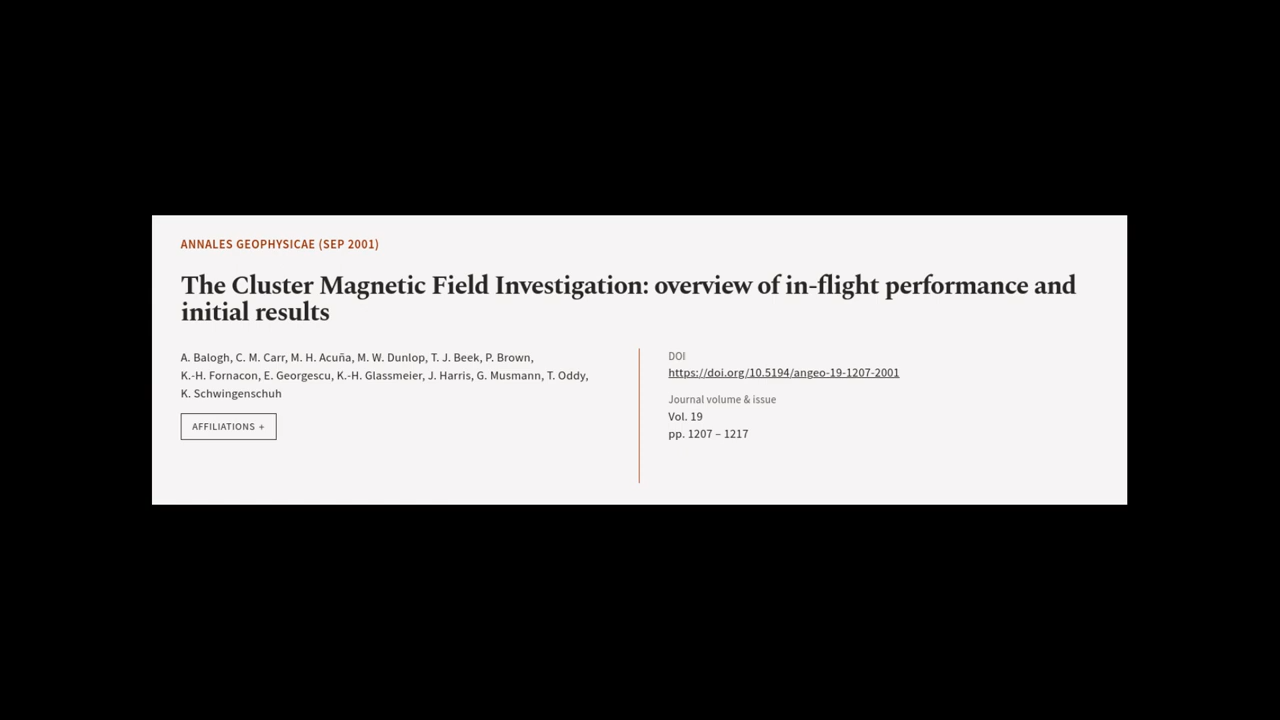 ANNALES GEOPHYSICAE (SEP 2001)
The Cluster Magnetic Field Investigation: overview of in-flight performance and
initial results
A. Balogh, C. M. Carr, M. H. Acuña, M. W. Dunlop, T. J. Beek, P. Brown,
K.-H. Fornacon, E. Georgescu, K.-H. Glassmeier, J. Harris, G. Musmann, T. Oddy,
K. Schwingenschuh
AFFILIATIONS +
DOI
https://doi.org/10.5194/angeo-19-1207-2001
Journal volume & issue
Vol. 19
pp. 1207 – 1217